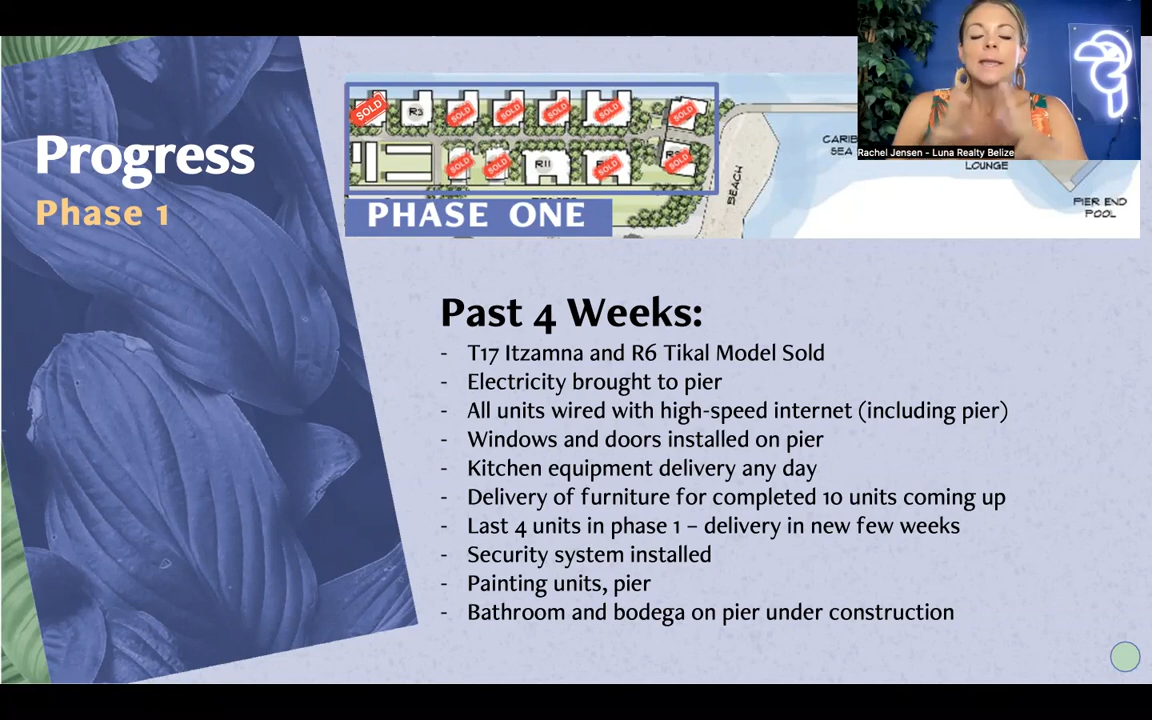 Progress
Phase 1
SOLD
R3
SOLD
SOLD
SOLD
SOLD
SOLD
SOLD
SOLD
R11
SOLD
SOLD
PHASE ONE
BEACH
SEA
LOUNGE
PIER END
POOL
Rachel Jensen - Luna Realty Belize
Past 4 Weeks:
- T17 Itzamna and R6 Tikal Model Sold
- Electricity brought to pier
- All units wired with high-speed internet (including pier)
- Windows and doors installed on pier
- Kitchen equipment delivery any day
- Delivery of furniture for completed 10 units coming up
- Last 4 units in phase 1 – delivery in new few weeks
- Security system installed
- Painting units, pier
- Bathroom and bodega on pier under construction